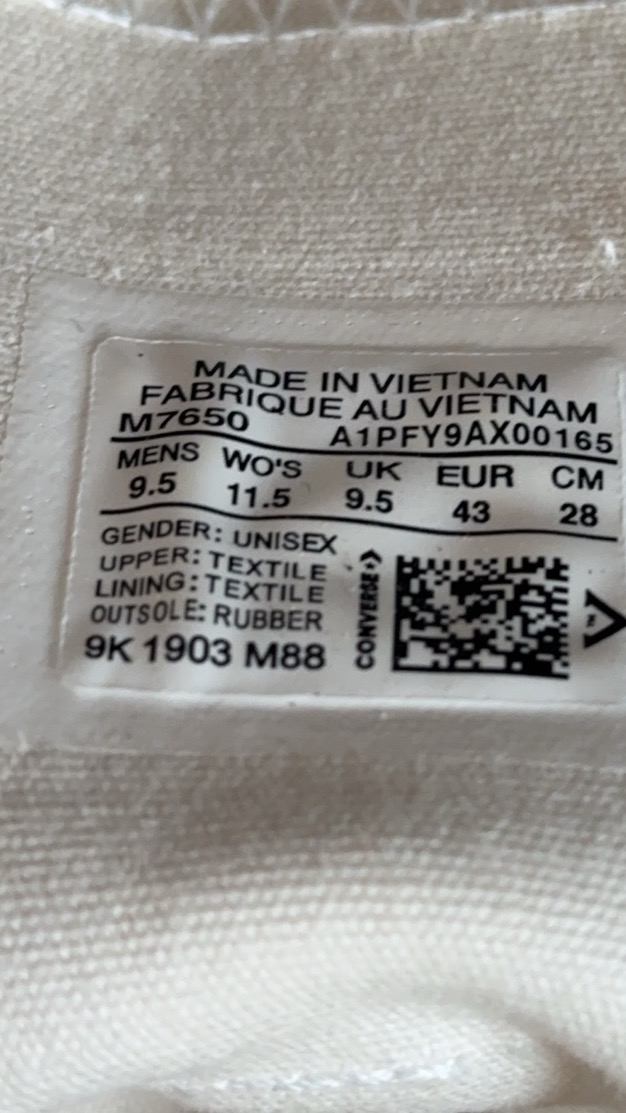 MADE IN VIETNAM
FABRIQUE AU VIETNAM
M7650 A1PFY9AX00165
MENS WO'S UK EUR CM
9.5 11.5 9.5 43 28
GENDER: UNISEX
UPPER: TEXTILE
LINING: TEXTILE
OUTSOLE: RUBBER
9K 1903 M88
CONVERSE